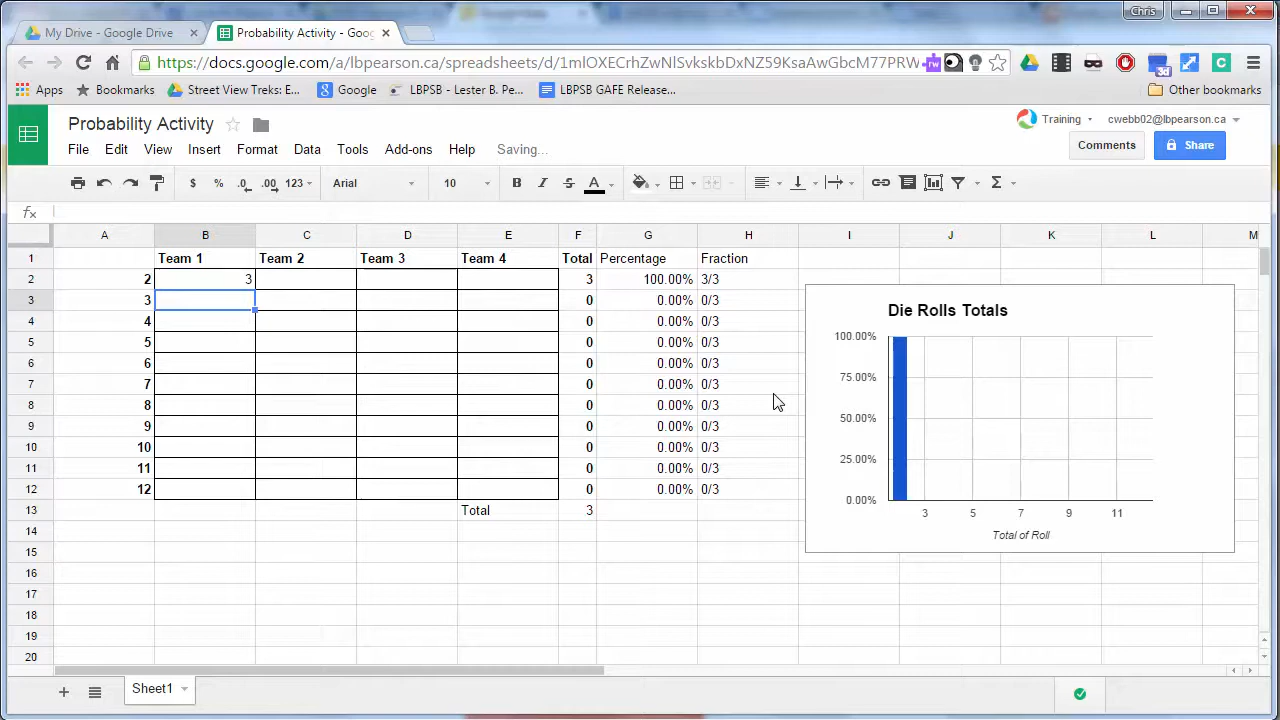 Chris
My Drive - Google Drive
Probability Activity - Goog
https://docs.google.com/a/lbpearson.ca/spreadsheets/d/1mlOXECrhZwNlSvkskbDxNZ59KsaAwGbcM77PRW
Apps Bookmarks Street View Treks: E... Google LBPSB - Lester B. Pe... LBPSB GAFE Release... Other bookmarks
Probability Activity
Training cwebb02@lbpearson.ca
File Edit View Insert Format Data Tools Add-ons Help Saving...
Comments Share
$ % .0 .00 123 Arial 10 B I S A Σ
fx
A B C D E F G H I J K L M
1 Team 1 Team 2 Team 3 Team 4 Total Percentage Fraction
2 2 3 3 100.00% 3/3
3 3 0 0.00% 0/3
4 4 0 0.00% 0/3
5 5 0 0.00% 0/3
6 6 0 0.00% 0/3
7 7 0 0.00% 0/3
8 8 0 0.00% 0/3
9 9 0 0.00% 0/3
10 10 0 0.00% 0/3
11 11 0 0.00% 0/3
12 12 0 0.00% 0/3
13 Total 3
14
15
16
17
18
19
20
Die Rolls Totals
100.00%
75.00%
50.00%
25.00%
0.00%
3 5 7 9 11
Total of Roll
Sheet1